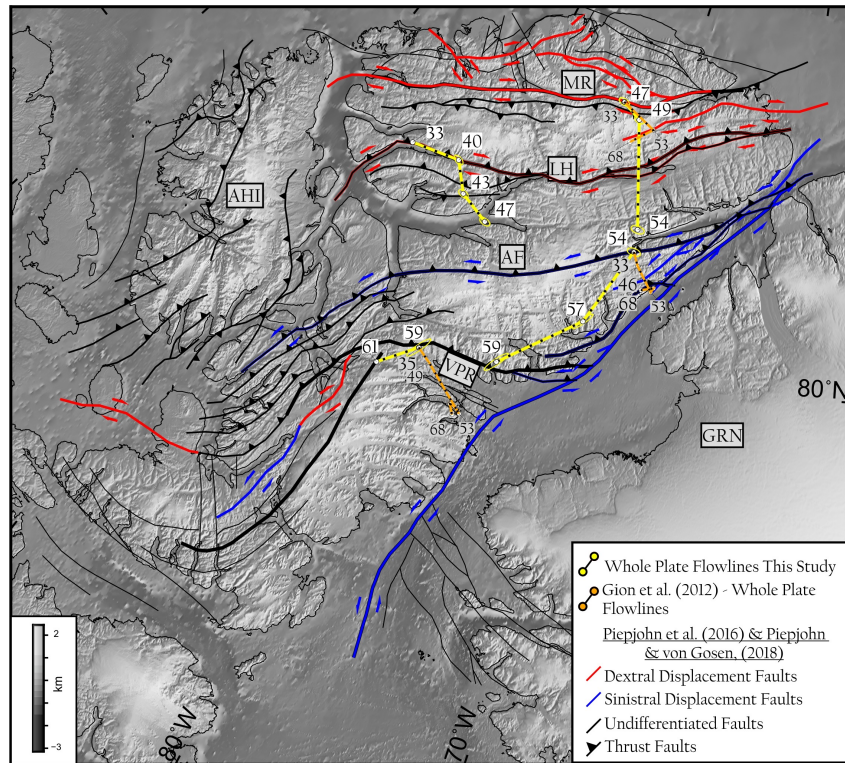 MR
47
49
33
53
33
40
LH
68
43
AHI
47
54
AF
54
33
46
68
53
57
59
61
59
VPR
35
49
80°N
68
53
GRN
Whole Plate Flowlines This Study
Gion et al. (2012) - Whole Plate
Flowlines
Piepjohn et al. (2016) & Piepjohn
& von Gosen, (2018)
Dextral Displacement Faults
Sinistral Displacement Faults
Undifferentiated Faults
Thrust Faults
2
km
−3
80°W
70°W